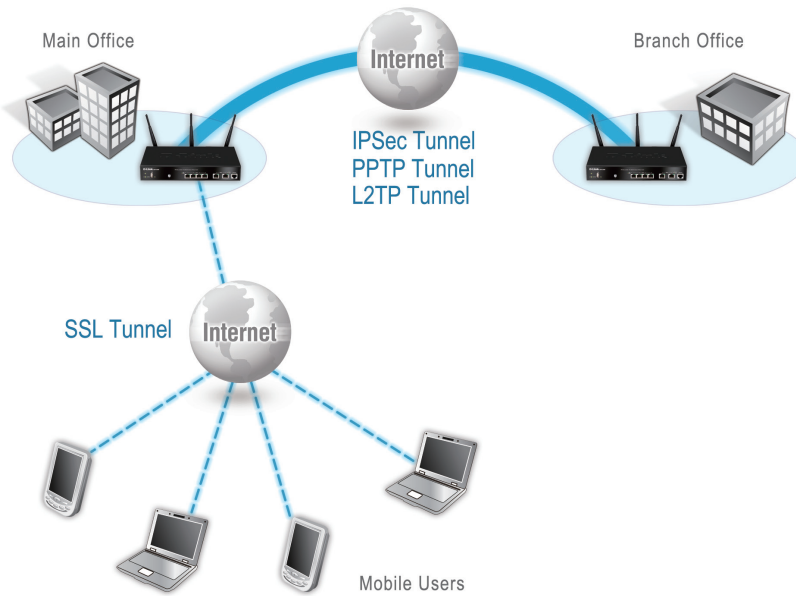 Main Office
Internet
Branch Office
IPSec Tunnel
PPTP Tunnel
L2TP Tunnel
SSL Tunnel
Internet
Mobile Users